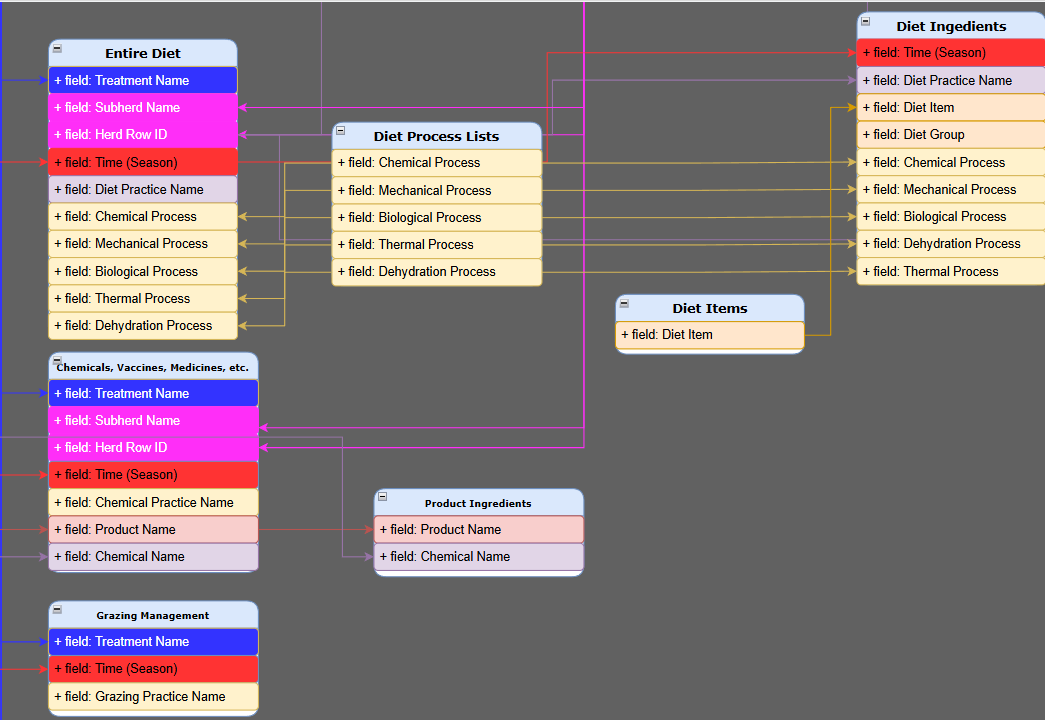 Entire Diet
+ field: Treatment Name
+ field: Subherd Name
+ field: Herd Row ID
+ field: Time (Season)
+ field: Diet Practice Name
+ field: Chemical Process
+ field: Mechanical Process
+ field: Biological Process
+ field: Thermal Process
+ field: Dehydration Process
Diet Process Lists
+ field: Chemical Process
+ field: Mechanical Process
+ field: Biological Process
+ field: Thermal Process
+ field: Dehydration Process
Diet Ingedients
+ field: Time (Season)
+ field: Diet Practice Name
+ field: Diet Item
+ field: Diet Group
+ field: Chemical Process
+ field: Mechanical Process
+ field: Biological Process
+ field: Dehydration Process
+ field: Thermal Process
Diet Items
+ field: Diet Item
Chemicals, Vaccines, Medicines, etc.
+ field: Treatment Name
+ field: Subherd Name
+ field: Herd Row ID
+ field: Time (Season)
+ field: Chemical Practice Name
+ field: Product Name
+ field: Chemical Name
Product Ingredients
+ field: Product Name
+ field: Chemical Name
Grazing Management
+ field: Treatment Name
+ field: Time (Season)
+ field: Grazing Practice Name